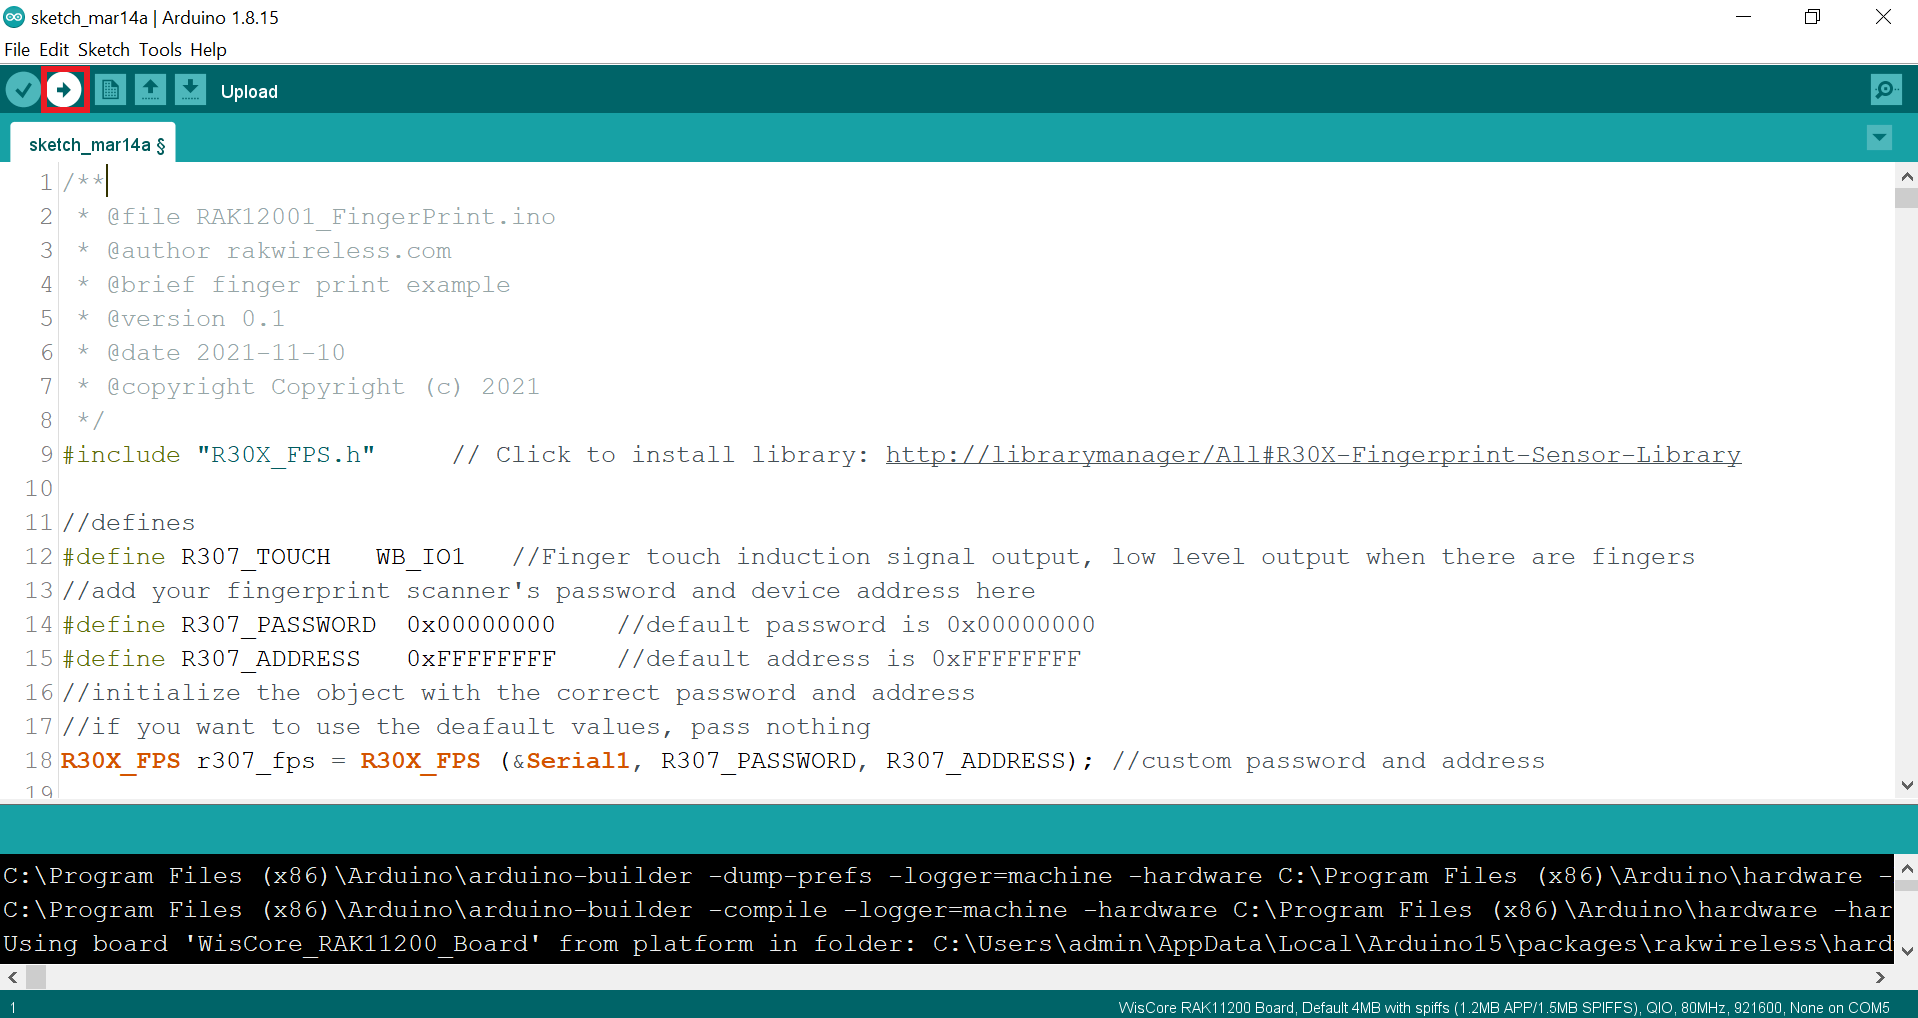 sketch_mar14a | Arduino 1.8.15
File Edit Sketch Tools Help
Upload
sketch_mar14a §
1 /**
2  * @file RAK12001_FingerPrint.ino
3  * @author rakwireless.com
4  * @brief finger print example
5  * @version 0.1
6  * @date 2021-11-10
7  * @copyright Copyright (c) 2021
8  */
9 #include "R30X_FPS.h"     // Click to install library: http://librarymanager/All#R30X-Fingerprint-Sensor-Library
10
11 //defines
12 #define R307_TOUCH   WB_IO1   //Finger touch induction signal output, low level output when there are fingers
13 //add your fingerprint scanner's password and device address here
14 #define R307_PASSWORD  0x00000000    //default password is 0x00000000
15 #define R307_ADDRESS   0xFFFFFFFF    //default address is 0xFFFFFFFF
16 //initialize the object with the correct password and address
17 //if you want to use the deafault values, pass nothing
18 R30X_FPS r307_fps = R30X_FPS (&Serial1, R307_PASSWORD, R307_ADDRESS); //custom password and address
19
C:\Program Files (x86)\Arduino\arduino-builder -dump-prefs -logger=machine -hardware C:\Program Files (x86)\Arduino\hardware -
C:\Program Files (x86)\Arduino\arduino-builder -compile -logger=machine -hardware C:\Program Files (x86)\Arduino\hardware -har
Using board 'WisCore_RAK11200_Board' from platform in folder: C:\Users\admin\AppData\Local\Arduino15\packages\rakwireless\hard
1 WisCore RAK11200 Board, Default 4MB with spiffs (1.2MB APP/1.5MB SPIFFS), QIO, 80MHz, 921600, None on COM5